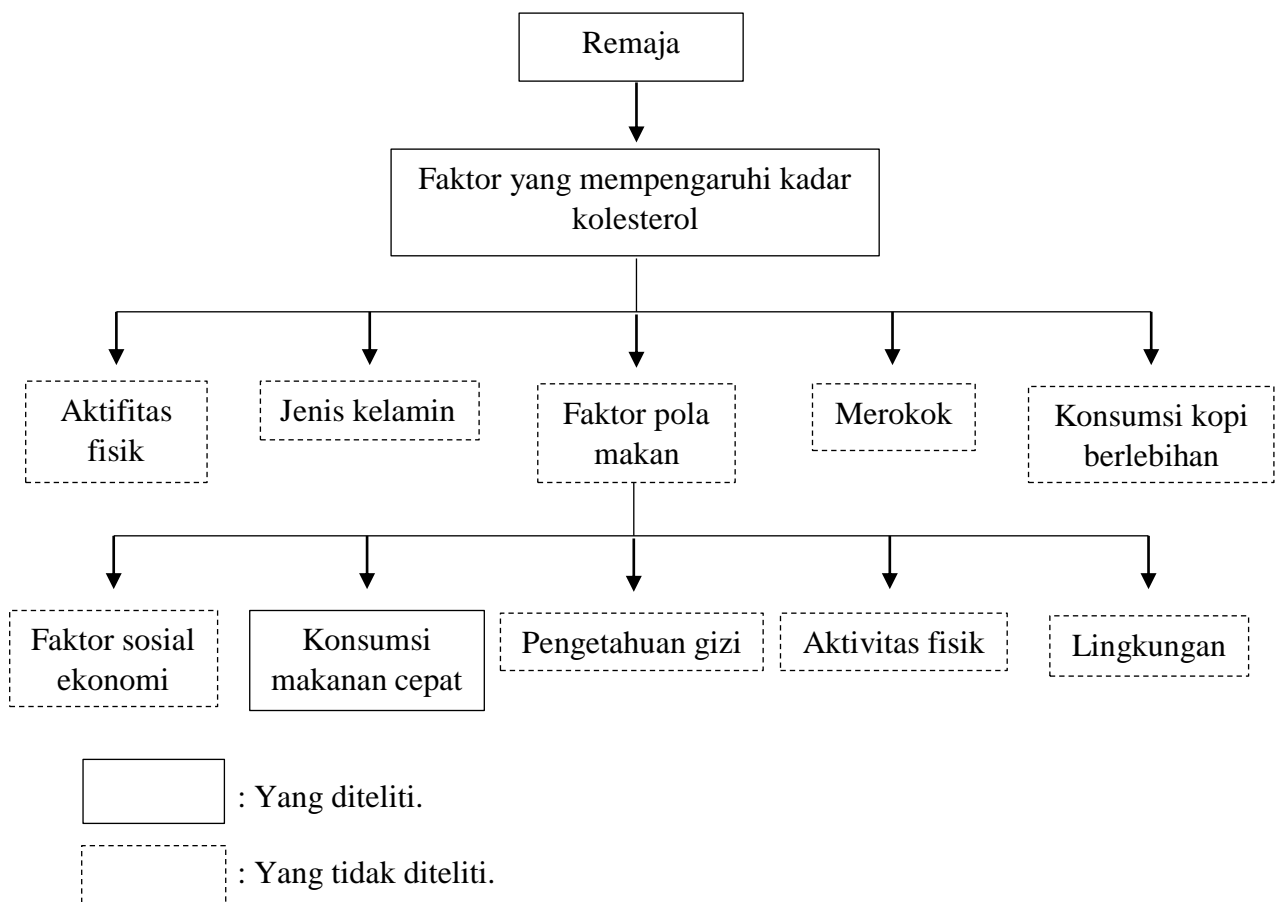 Remaja
Faktor yang mempengaruhi kadar
kolesterol
Aktifitas
fisik
Jenis kelamin
Faktor pola
makan
Merokok
Konsumsi kopi
berlebihan
Faktor sosial
ekonomi
Konsumsi
makanan cepat
Pengetahuan gizi
Aktivitas fisik
Lingkungan
: Yang diteliti.
: Yang tidak diteliti.